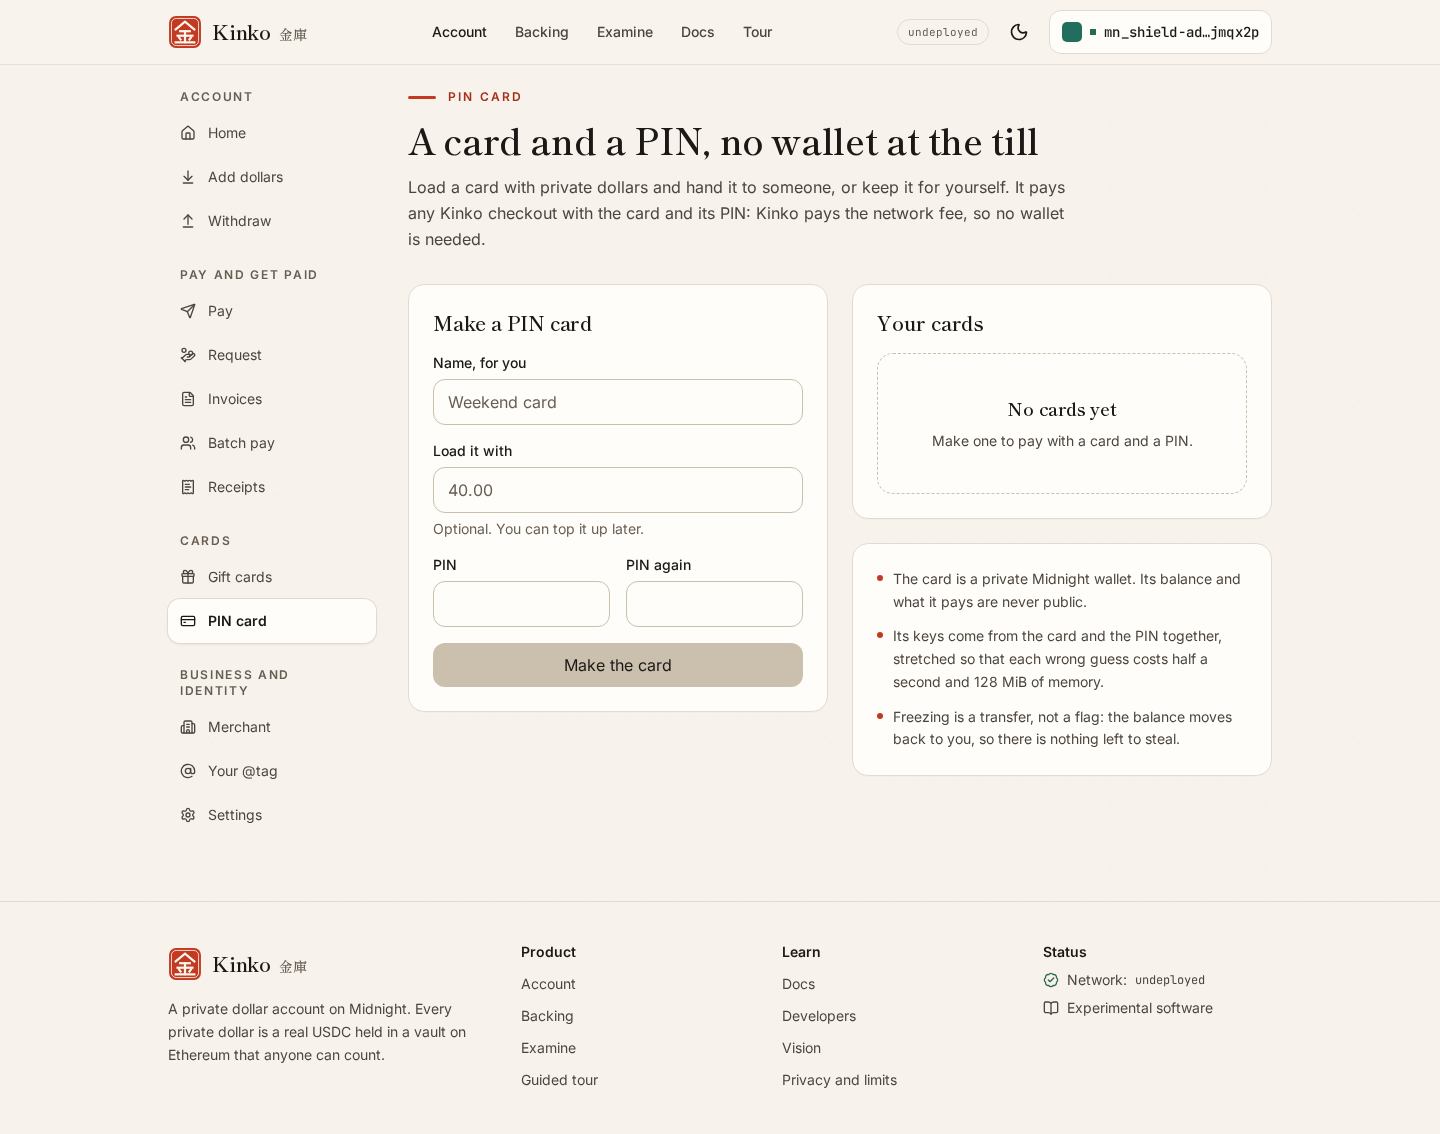 金 Kinko 金庫
Account
Backing
Examine
Docs
Tour
undeployed
mn_shield-ad…jmqx2p
ACCOUNT
Home
Add dollars
Withdraw
PAY AND GET PAID
Pay
Request
Invoices
Batch pay
Receipts
CARDS
Gift cards
PIN card
BUSINESS AND
IDENTITY
Merchant
Your @tag
Settings
PIN CARD
A card and a PIN, no wallet at the till
Load a card with private dollars and hand it to someone, or keep it for yourself. It pays
any Kinko checkout with the card and its PIN: Kinko pays the network fee, so no wallet
is needed.
Make a PIN card
Name, for you
Weekend card
Load it with
40.00
Optional. You can top it up later.
PIN
PIN again
Make the card
Your cards
No cards yet
Make one to pay with a card and a PIN.
The card is a private Midnight wallet. Its balance and
what it pays are never public.
Its keys come from the card and the PIN together,
stretched so that each wrong guess costs half a
second and 128 MiB of memory.
Freezing is a transfer, not a flag: the balance moves
back to you, so there is nothing left to steal.
金 Kinko 金庫
A private dollar account on Midnight. Every
private dollar is a real USDC held in a vault on
Ethereum that anyone can count.
Product
Account
Backing
Examine
Guided tour
Learn
Docs
Developers
Vision
Privacy and limits
Status
Network: undeployed
Experimental software